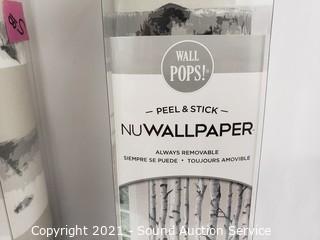 WALL
POPS!
PEEL & STICK
NUWALLPAPER
ALWAYS REMOVABLE
SIEMPRE SE PUEDE • TOUJOURS AMOVIBLE
Copyright 2021 - Sound Auction Service